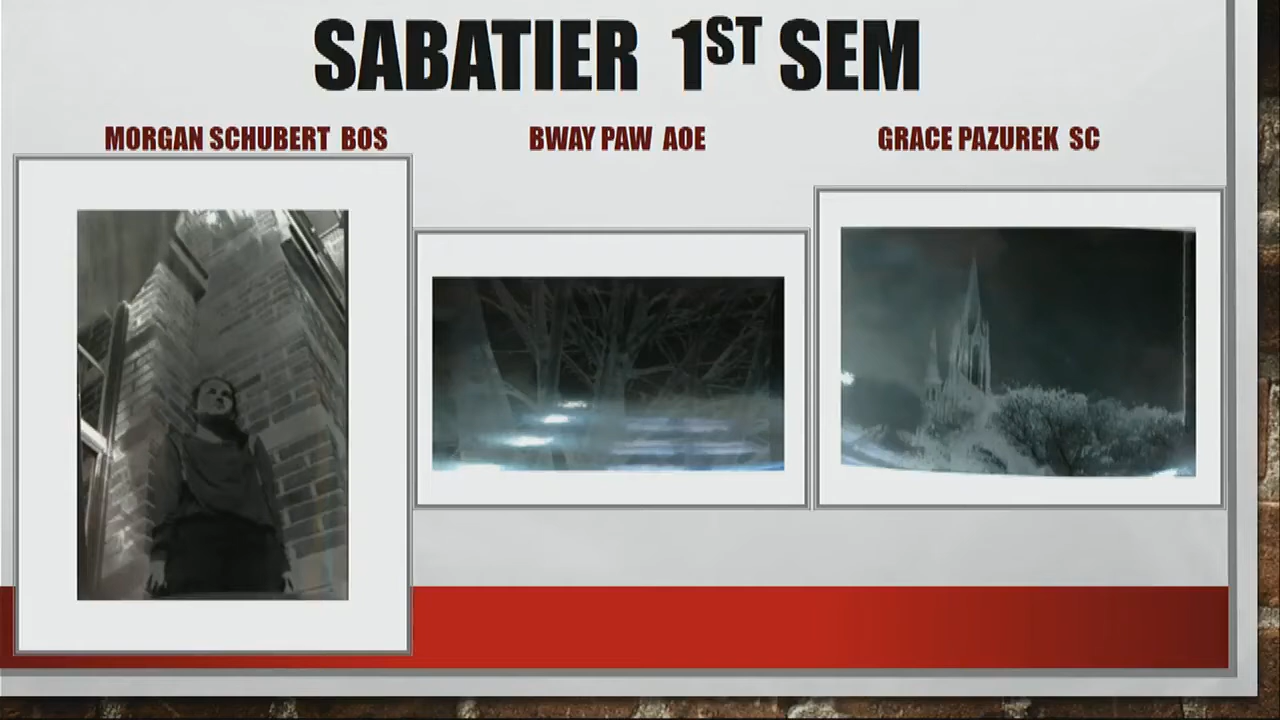 SABATIER 1ST SEM
MORGAN SCHUBERT BOS
BWAY PAW AOE
GRACE PAZUREK SC